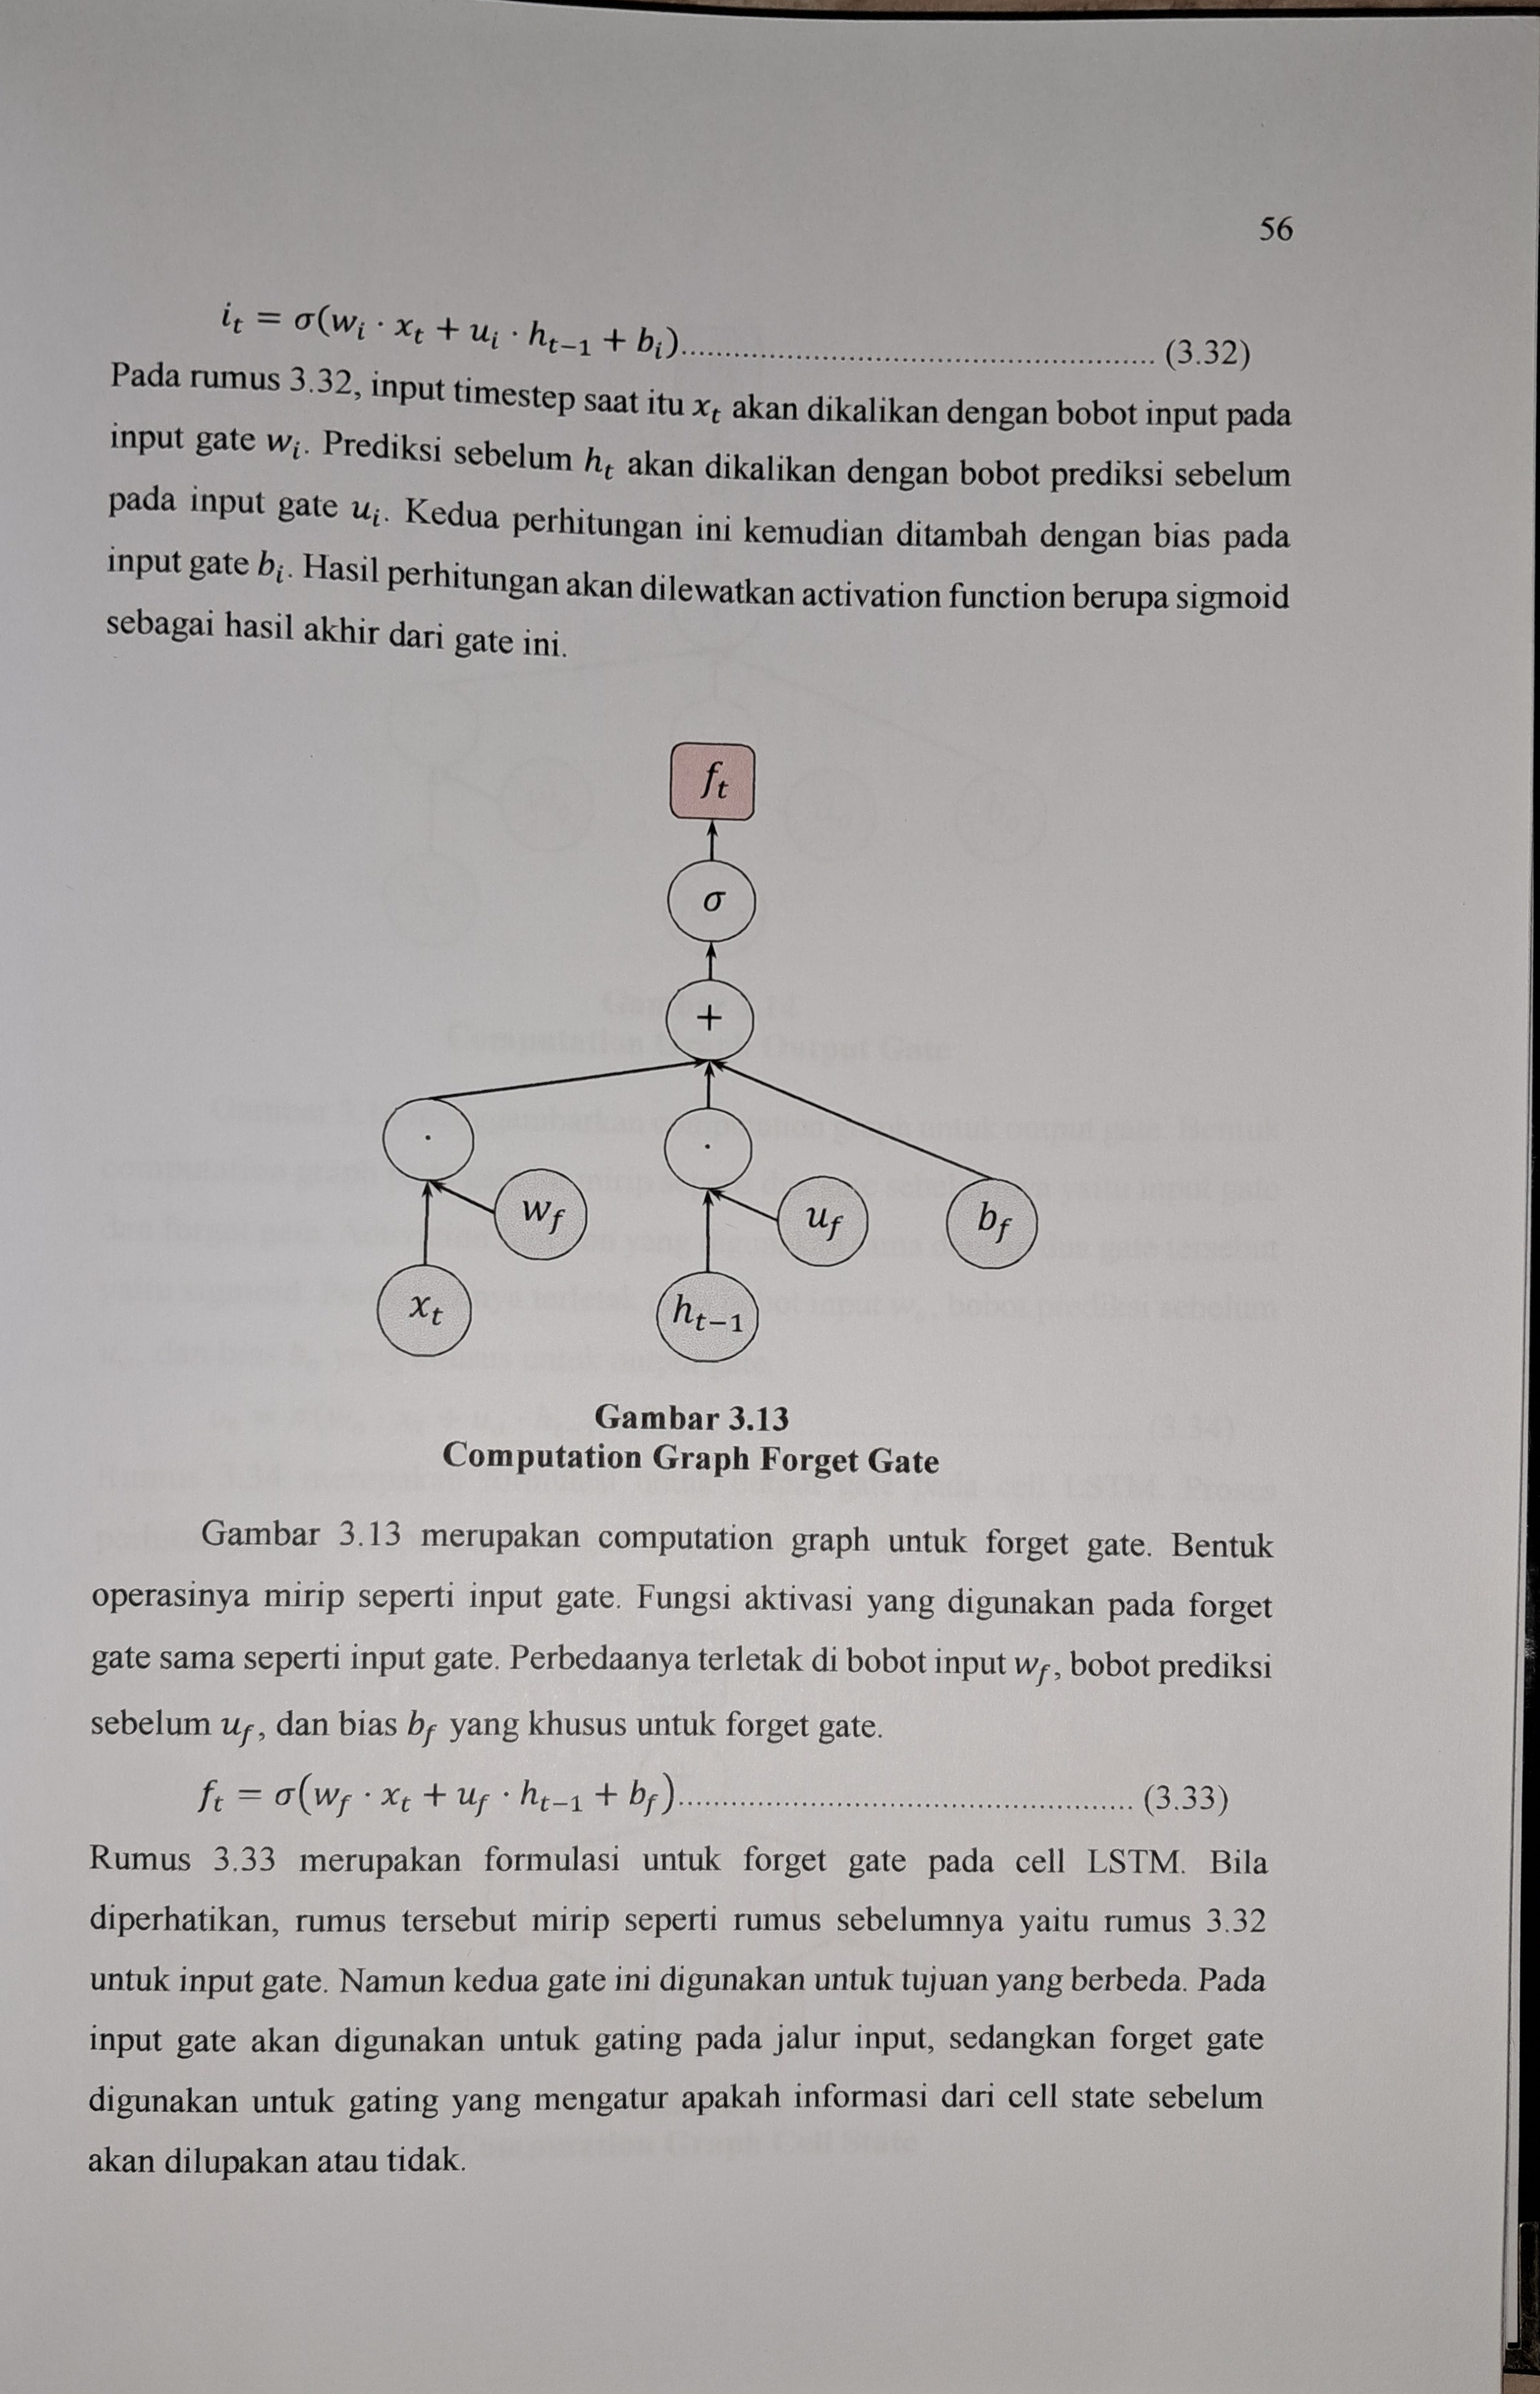 56
i_t = σ(w_i · x_t + u_i · h_{t−1} + b_i)............................................................ (3.32)
Pada rumus 3.32, input timestep saat itu x_t akan dikalikan dengan bobot input pada
input gate w_i. Prediksi sebelum h_t akan dikalikan dengan bobot prediksi sebelum
pada input gate u_i. Kedua perhitungan ini kemudian ditambah dengan bias pada
input gate b_i. Hasil perhitungan akan dilewatkan activation function berupa sigmoid
sebagai hasil akhir dari gate ini.
f_t
σ
+
· ·
w_f u_f b_f
x_t h_{t−1}
Gambar 3.13
Computation Graph Forget Gate
Gambar 3.13 merupakan computation graph untuk forget gate. Bentuk
operasinya mirip seperti input gate. Fungsi aktivasi yang digunakan pada forget
gate sama seperti input gate. Perbedaanya terletak di bobot input w_f, bobot prediksi
sebelum u_f, dan bias b_f yang khusus untuk forget gate.
f_t = σ(w_f · x_t + u_f · h_{t−1} + b_f)............................................................ (3.33)
Rumus 3.33 merupakan formulasi untuk forget gate pada cell LSTM. Bila
diperhatikan, rumus tersebut mirip seperti rumus sebelumnya yaitu rumus 3.32
untuk input gate. Namun kedua gate ini digunakan untuk tujuan yang berbeda. Pada
input gate akan digunakan untuk gating pada jalur input, sedangkan forget gate
digunakan untuk gating yang mengatur apakah informasi dari cell state sebelum
akan dilupakan atau tidak.